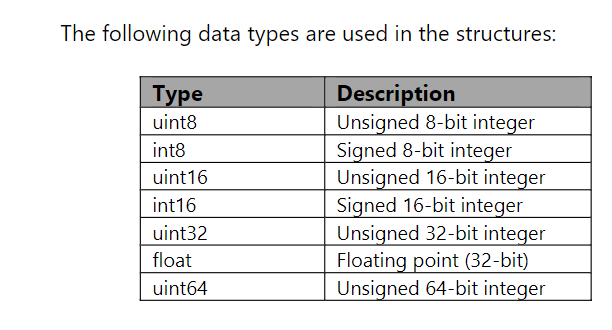 The following data types are used in the structures:
Type Description
uint8 Unsigned 8-bit integer
int8 Signed 8-bit integer
uint16 Unsigned 16-bit integer
int16 Signed 16-bit integer
uint32 Unsigned 32-bit integer
float Floating point (32-bit)
uint64 Unsigned 64-bit integer